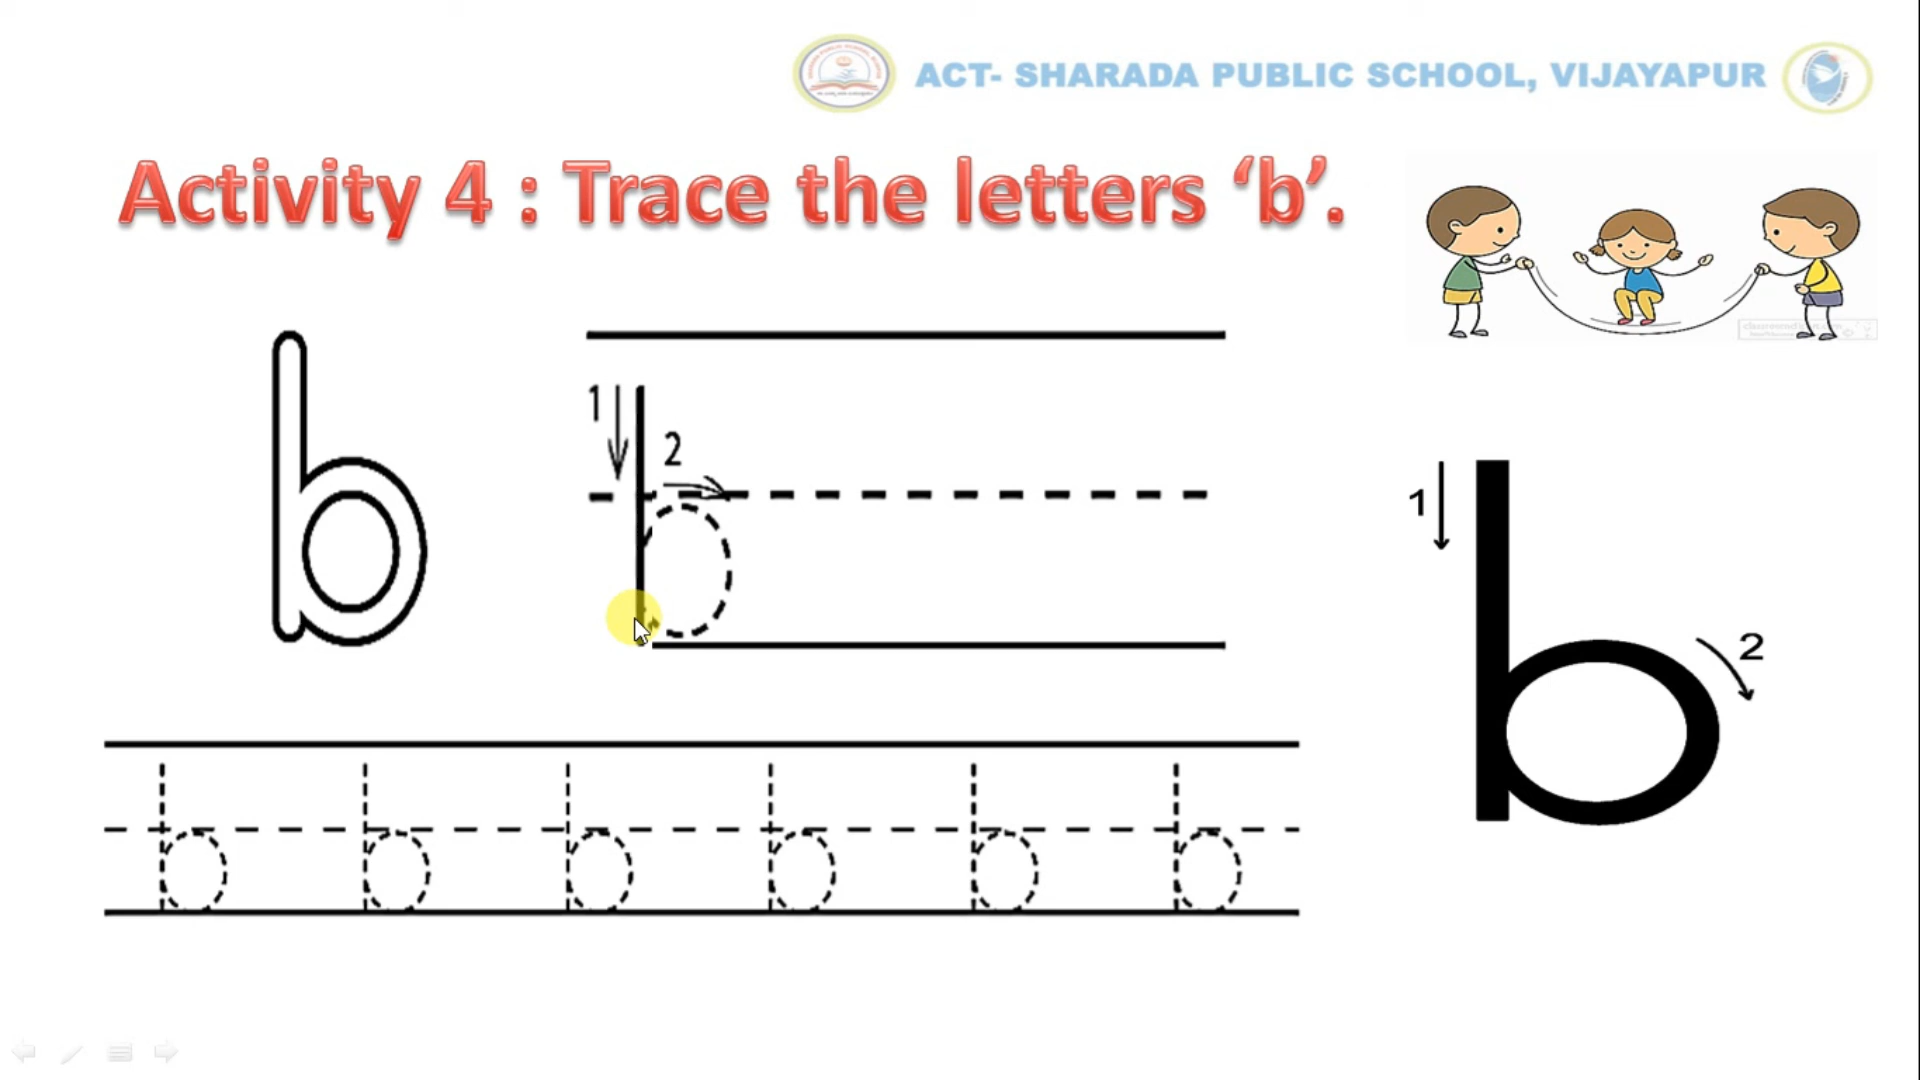 ACT- SHARADA PUBLIC SCHOOL, VIJAYAPUR
Activity 4 : Trace the letters ‘b’.
b
1
2
b
1
2
b
b b b b b b